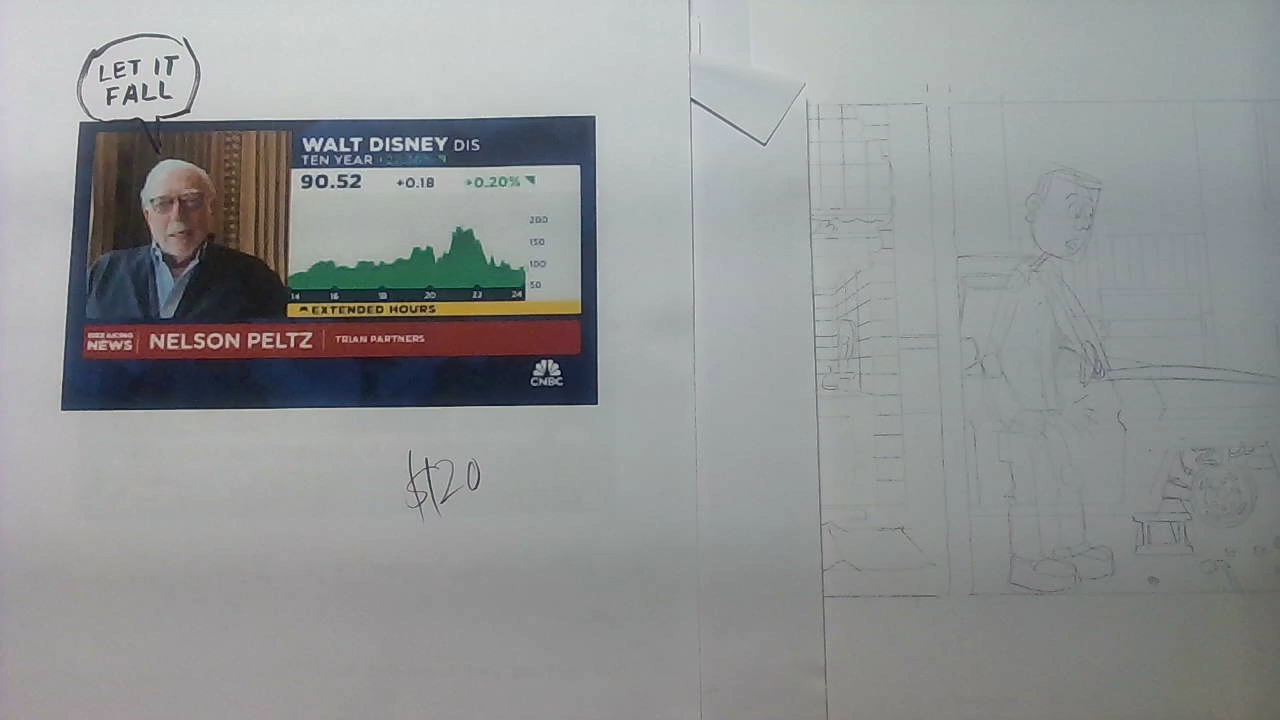 LET IT
FALL
WALT DISNEY DIS
TEN YEAR
90.52 +0.18 +0.20%
200
150
100
50
14 16 18 20 22 24
EXTENDED HOURS
BREAKING
NEWS
NELSON PELTZ
TRIAN PARTNERS
CNBC
$120